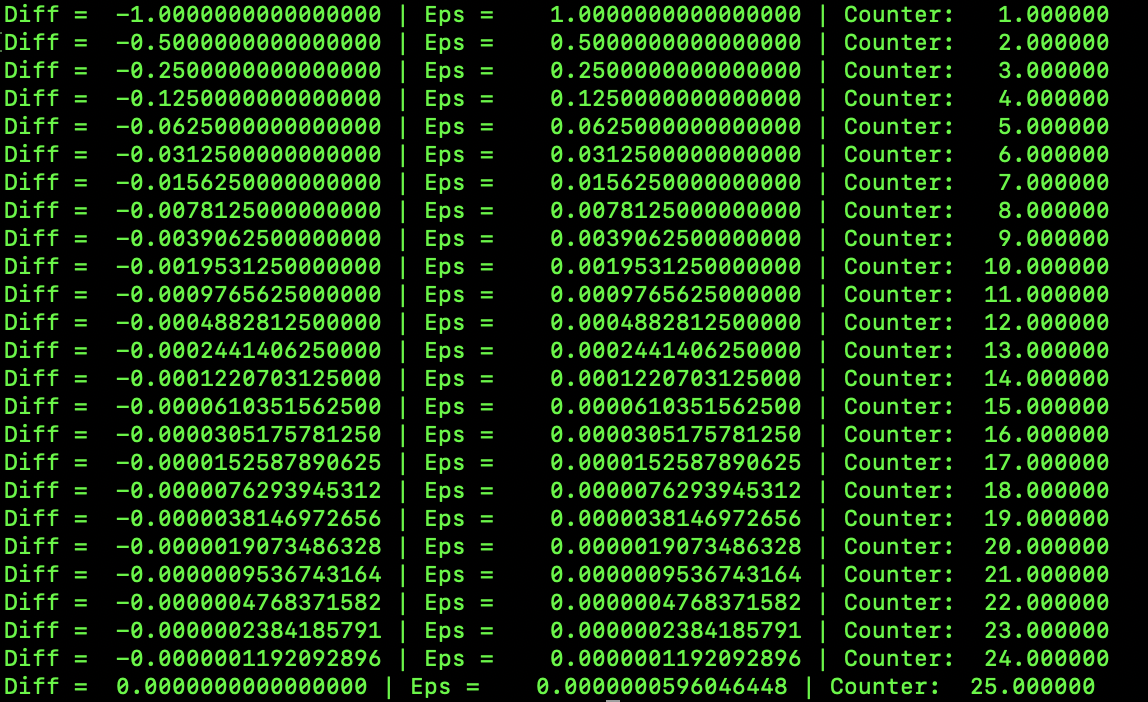 Diff =  -1.0000000000000000 | Eps =    1.0000000000000000 | Counter:   1.000000
Diff =  -0.5000000000000000 | Eps =    0.5000000000000000 | Counter:   2.000000
Diff =  -0.2500000000000000 | Eps =    0.2500000000000000 | Counter:   3.000000
Diff =  -0.1250000000000000 | Eps =    0.1250000000000000 | Counter:   4.000000
Diff =  -0.0625000000000000 | Eps =    0.0625000000000000 | Counter:   5.000000
Diff =  -0.0312500000000000 | Eps =    0.0312500000000000 | Counter:   6.000000
Diff =  -0.0156250000000000 | Eps =    0.0156250000000000 | Counter:   7.000000
Diff =  -0.0078125000000000 | Eps =    0.0078125000000000 | Counter:   8.000000
Diff =  -0.0039062500000000 | Eps =    0.0039062500000000 | Counter:   9.000000
Diff =  -0.0019531250000000 | Eps =    0.0019531250000000 | Counter:  10.000000
Diff =  -0.0009765625000000 | Eps =    0.0009765625000000 | Counter:  11.000000
Diff =  -0.0004882812500000 | Eps =    0.0004882812500000 | Counter:  12.000000
Diff =  -0.0002441406250000 | Eps =    0.0002441406250000 | Counter:  13.000000
Diff =  -0.0001220703125000 | Eps =    0.0001220703125000 | Counter:  14.000000
Diff =  -0.0000610351562500 | Eps =    0.0000610351562500 | Counter:  15.000000
Diff =  -0.0000305175781250 | Eps =    0.0000305175781250 | Counter:  16.000000
Diff =  -0.0000152587890625 | Eps =    0.0000152587890625 | Counter:  17.000000
Diff =  -0.0000076293945312 | Eps =    0.0000076293945312 | Counter:  18.000000
Diff =  -0.0000038146972656 | Eps =    0.0000038146972656 | Counter:  19.000000
Diff =  -0.0000019073486328 | Eps =    0.0000019073486328 | Counter:  20.000000
Diff =  -0.0000009536743164 | Eps =    0.0000009536743164 | Counter:  21.000000
Diff =  -0.0000004768371582 | Eps =    0.0000004768371582 | Counter:  22.000000
Diff =  -0.0000002384185791 | Eps =    0.0000002384185791 | Counter:  23.000000
Diff =  -0.0000001192092896 | Eps =    0.0000001192092896 | Counter:  24.000000
Diff =  0.0000000000000000 | Eps =    0.0000000596046448 | Counter:  25.000000